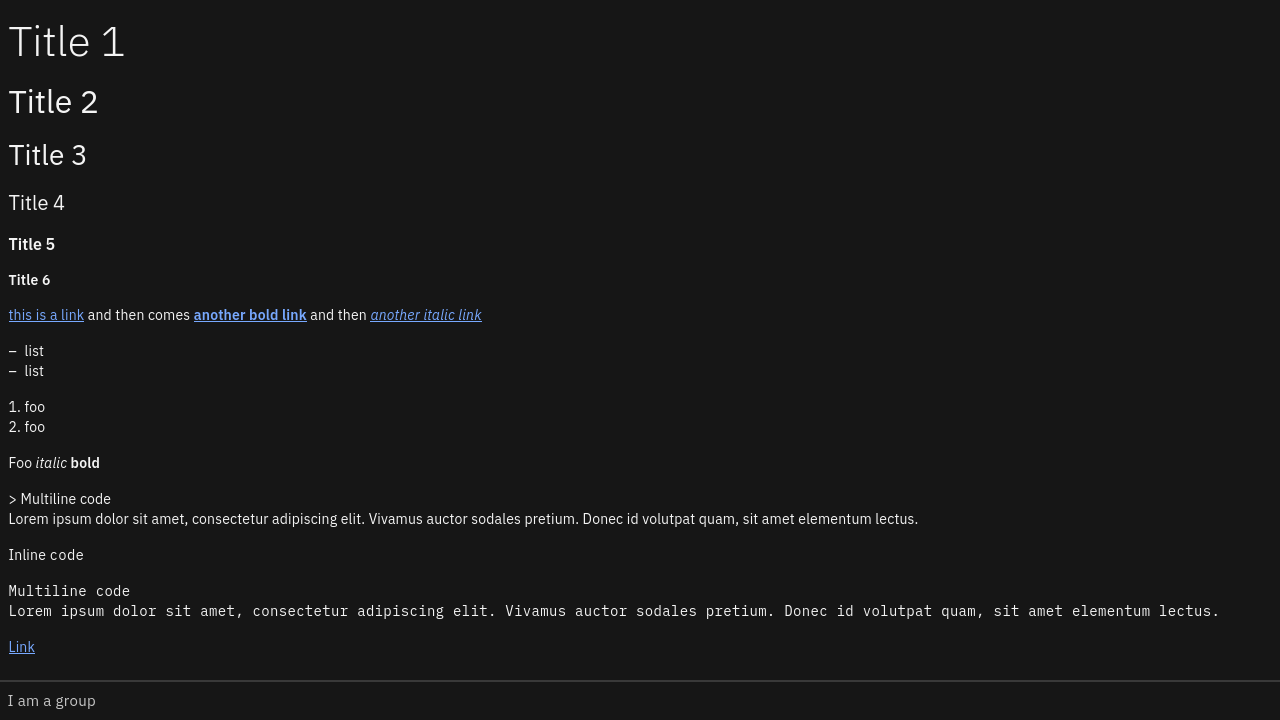 Title 1
Title 2
Title 3
Title 4
Title 5
Title 6
this is a link and then comes another bold link and then another italic link
– list
– list
1. foo
2. foo
Foo italic bold
> Multiline code
Lorem ipsum dolor sit amet, consectetur adipiscing elit. Vivamus auctor sodales pretium. Donec id volutpat quam, sit amet elementum lectus.
Inline code
Multiline code
Lorem ipsum dolor sit amet, consectetur adipiscing elit. Vivamus auctor sodales pretium. Donec id volutpat quam, sit amet elementum lectus.
Link
I am a group